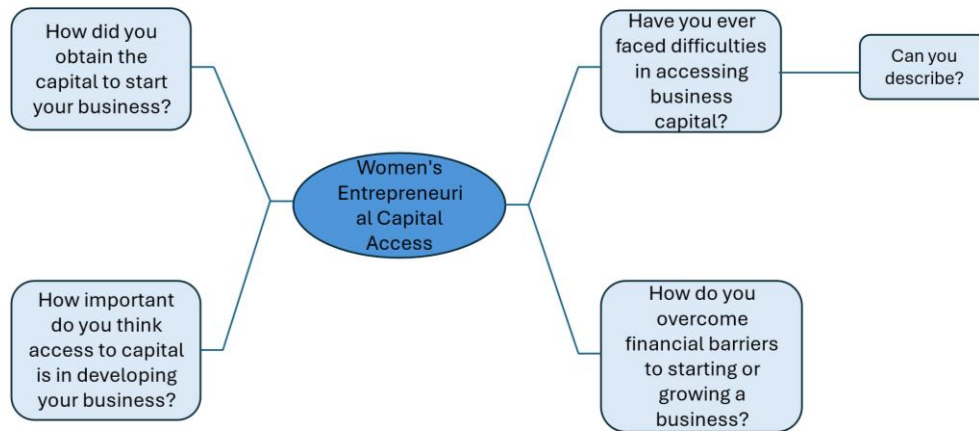 How did you
obtain the
capital to start
your business?
Have you ever
faced difficulties
in accessing
business
capital?
Can you
describe?
Women's
Entrepreneuri
al Capital
Access
How important
do you think
access to capital
is in developing
your business?
How do you
overcome
financial barriers
to starting or
growing a
business?